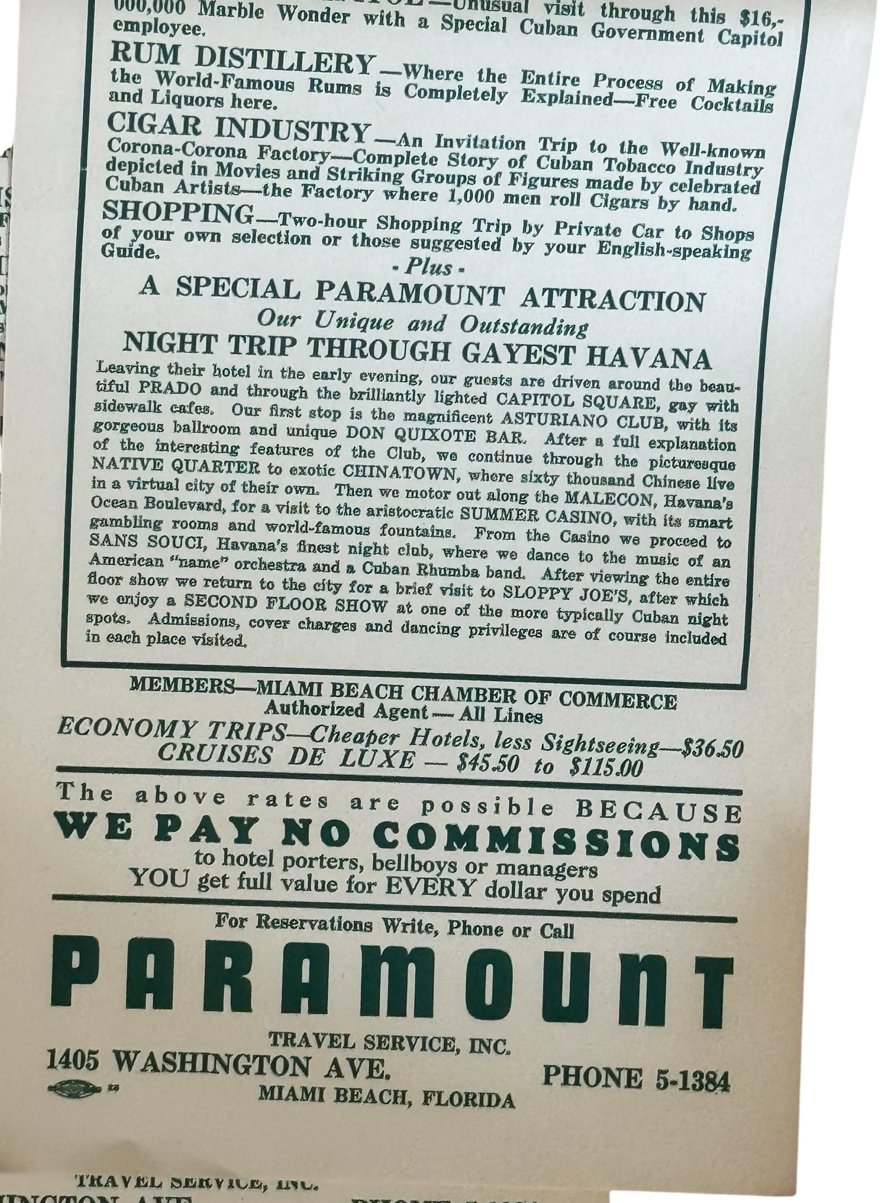 Unusual visit through this $16,-
000,000 Marble Wonder with a Special Cuban Government Capitol
employee.
RUM DISTILLERY—Where the Entire Process of Making
the World-Famous Rums is Completely Explained—Free Cocktails
and Liquors here.
CIGAR INDUSTRY—An Invitation Trip to the Well-known
Corona-Corona Factory—Complete Story of Cuban Tobacco Industry
depicted in Movies and Striking Groups of Figures made by celebrated
Cuban Artists—the Factory where 1,000 men roll Cigars by hand.
SHOPPING—Two-hour Shopping Trip by Private Car to Shops
of your own selection or those suggested by your English-speaking
Guide.
- Plus -
A SPECIAL PARAMOUNT ATTRACTION
Our Unique and Outstanding
NIGHT TRIP THROUGH GAYEST HAVANA
Leaving their hotel in the early evening, our guests are driven around the beau-
tiful PRADO and through the brilliantly lighted CAPITOL SQUARE, gay with
sidewalk cafes. Our first stop is the magnificent ASTURIANO CLUB, with its
gorgeous ballroom and unique DON QUIXOTE BAR. After a full explanation
of the interesting features of the Club, we continue through the picturesque
NATIVE QUARTER to exotic CHINATOWN, where sixty thousand Chinese live
in a virtual city of their own. Then we motor out along the MALECON, Havana's
Ocean Boulevard, for a visit to the aristocratic SUMMER CASINO, with its smart
gambling rooms and world-famous fountains. From the Casino we proceed to
SANS SOUCI, Havana's finest night club, where we dance to the music of an
American "name" orchestra and a Cuban Rhumba band. After viewing the entire
floor show we return to the city for a brief visit to SLOPPY JOE'S, after which
we enjoy a SECOND FLOOR SHOW at one of the more typically Cuban night
spots. Admissions, cover charges and dancing privileges are of course included
in each place visited.
MEMBERS—MIAMI BEACH CHAMBER OF COMMERCE
Authorized Agent — All Lines
ECONOMY TRIPS—Cheaper Hotels, less Sightseeing—$36.50
CRUISES DE LUXE — $45.50 to $115.00
The above rates are possible BECAUSE
WE PAY NO COMMISSIONS
to hotel porters, bellboys or managers
YOU get full value for EVERY dollar you spend
For Reservations Write, Phone or Call
PARAMOUNT
TRAVEL SERVICE, INC.
1405 WASHINGTON AVE. PHONE 5-1384
MIAMI BEACH, FLORIDA
TRAVEL SERVICE, INC.